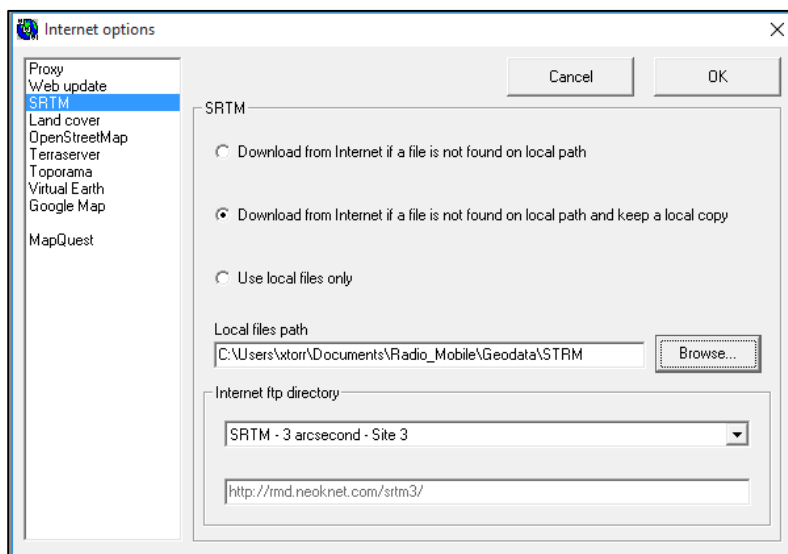 Internet options
Proxy
Web update
SRTM
Land cover
OpenStreetMap
Terraserver
Toporama
Virtual Earth
Google Map
MapQuest
Cancel
OK
SRTM
Download from Internet if a file is not found on local path
Download from Internet if a file is not found on local path and keep a local copy
Use local files only
Local files path
C:\Users\xtorr\Documents\Radio_Mobile\Geodata\STRM
Browse...
Internet ftp directory
SRTM - 3 arcsecond - Site 3
http://rmd.neoknet.com/srtm3/